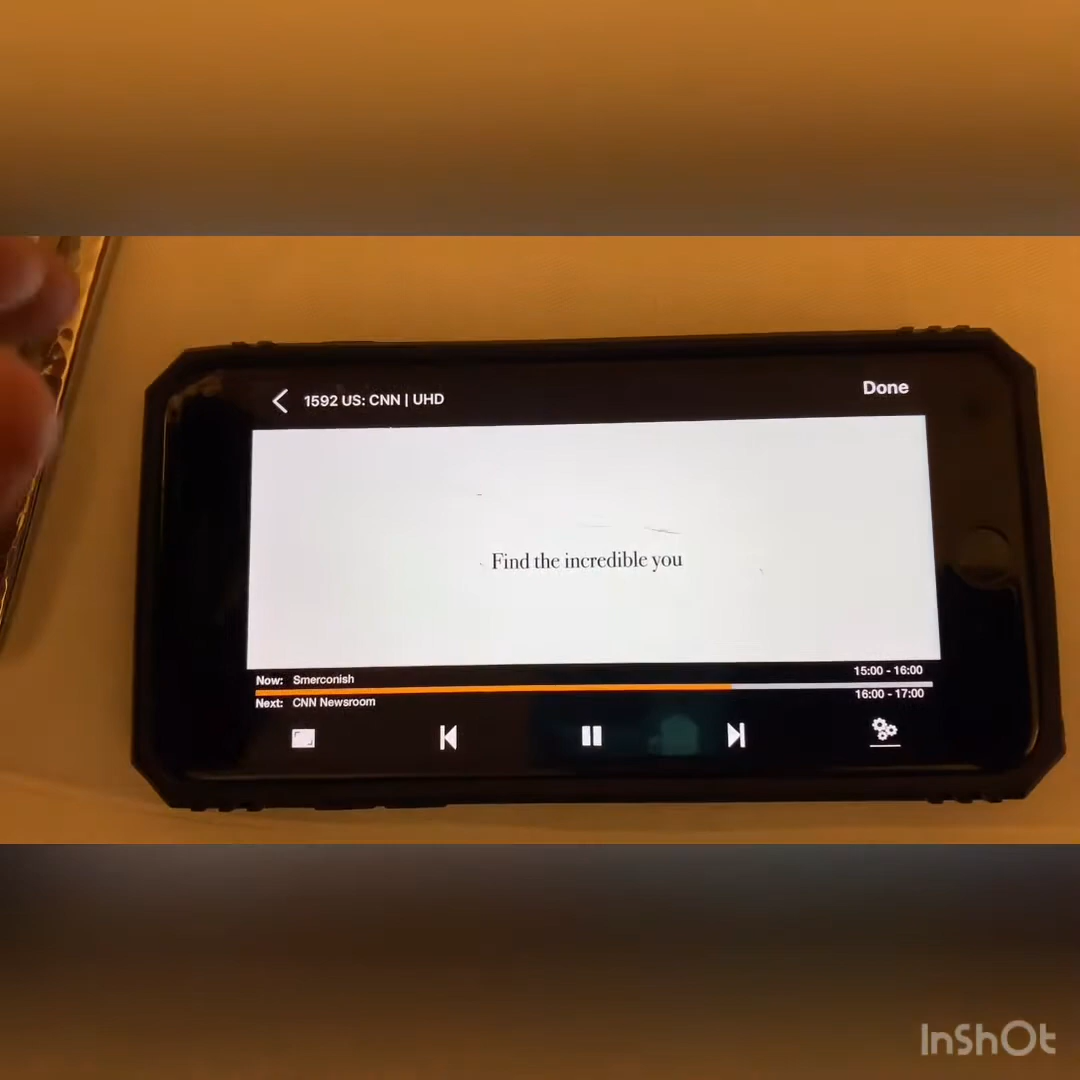 1592 US: CNN | UHD
Done
Find the incredible you
Now: Smerconish
15:00 - 16:00
Next: CNN Newsroom
16:00 - 17:00
InShOt